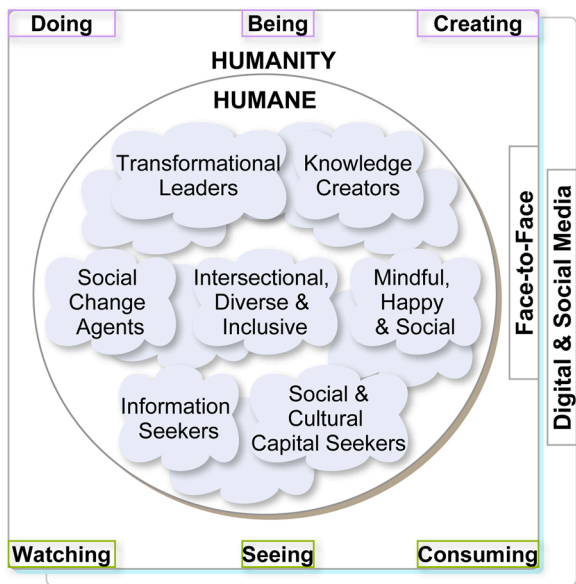 Doing
Being
Creating
HUMANITY
HUMANE
Transformational
Leaders
Knowledge
Creators
Social
Change
Agents
Intersectional,
Diverse &
Inclusive
Mindful,
Happy
& Social
Information
Seekers
Social &
Cultural
Capital Seekers
Face-to-Face
Digital & Social Media
Watching
Seeing
Consuming